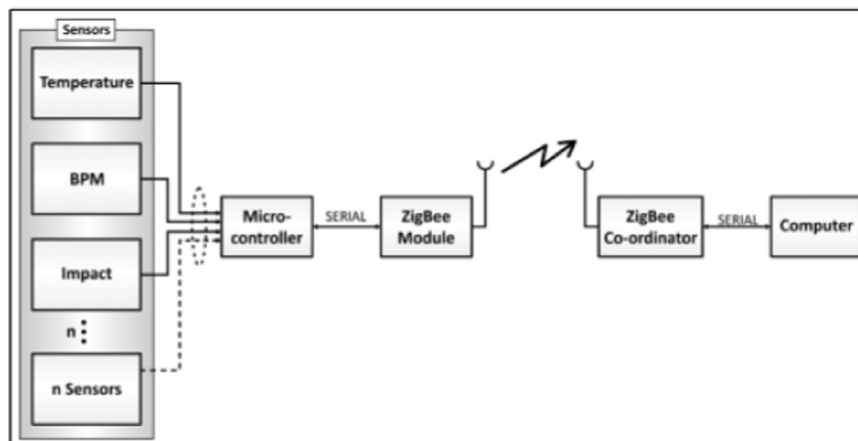 Sensors
Temperature
BPM
Impact
n
n Sensors
Micro-
controller
SERIAL
ZigBee
Module
ZigBee
Co-ordinator
SERIAL
Computer